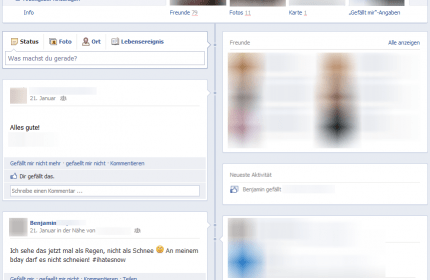 Info
Freunde 79
Fotos 11
Karte 1
„Gefällt mir“-Angaben
Status Foto Ort Lebensereignis
Was machst du gerade?
21. Januar
Alles gute!
Gefällt mir nicht mehr · gefaellt mir nicht · Kommentieren
Dir gefällt das.
Schreibe einen Kommentar ...
Benjamin
21. Januar in der Nähe von
Ich sehe das jetzt mal als Regen, nicht als Schnee 😁 An meinem
bday darf es nicht schneien! #Ihatesnow
Gefällt mir · gefaellt mir nicht · Kommentieren · Teilen
Freunde
Alle anzeigen
Neueste Aktivität
Benjamin gefällt